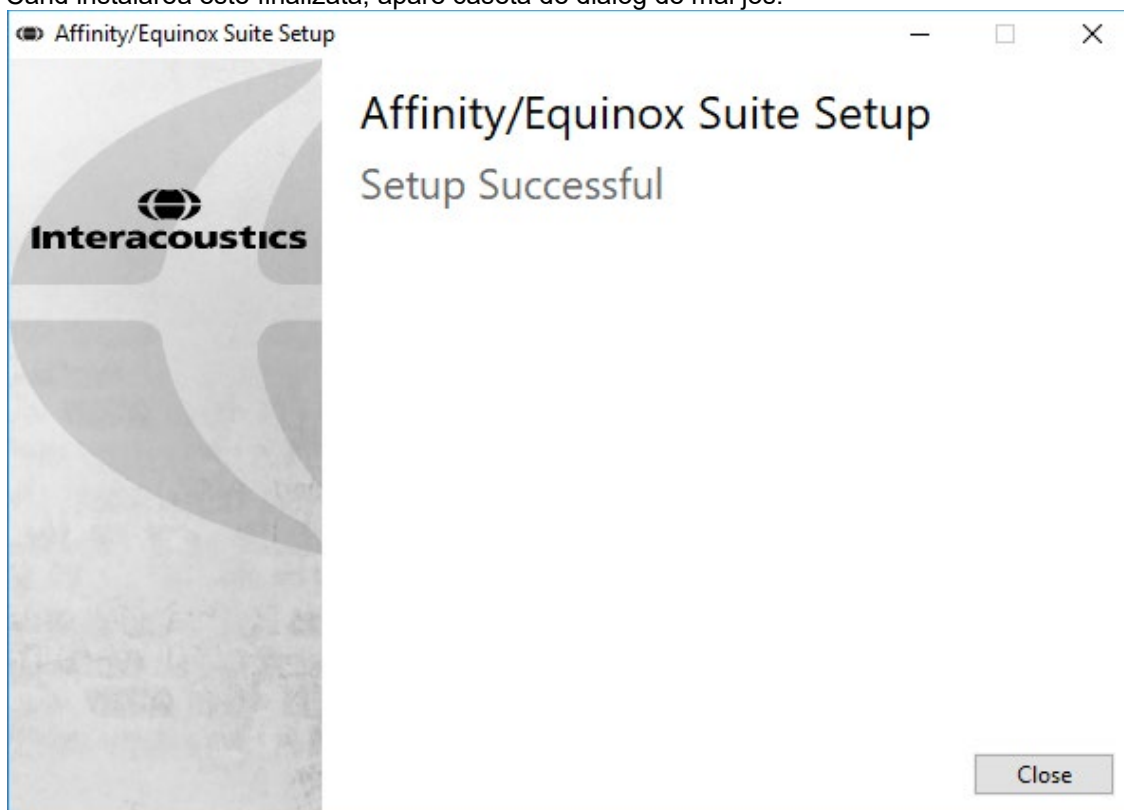 Când instalarea este finalizată, apare caseta de dialog de mai jos:
Affinity/Equinox Suite Setup
Affinity/Equinox Suite Setup
Setup Successful
Interacoustics
Close